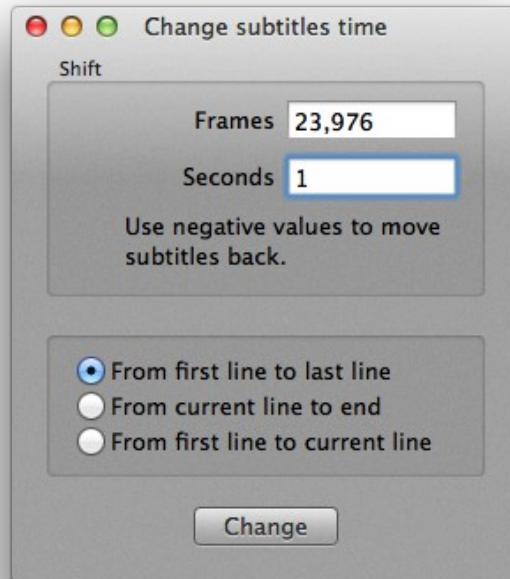 Change subtitles time
Shift
Frames 23,976
Seconds 1
Use negative values to move
subtitles back.
From first line to last line
From current line to end
From first line to current line
Change